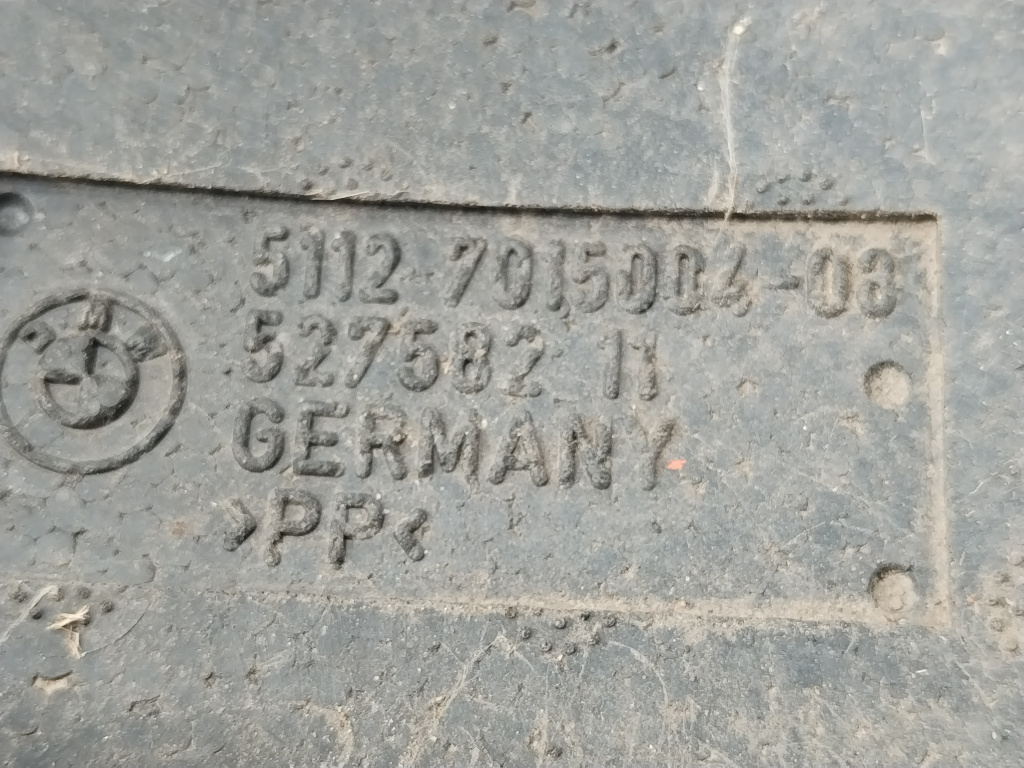 BMW
5112 7015004-08
527582 11
GERMANY
>PP<